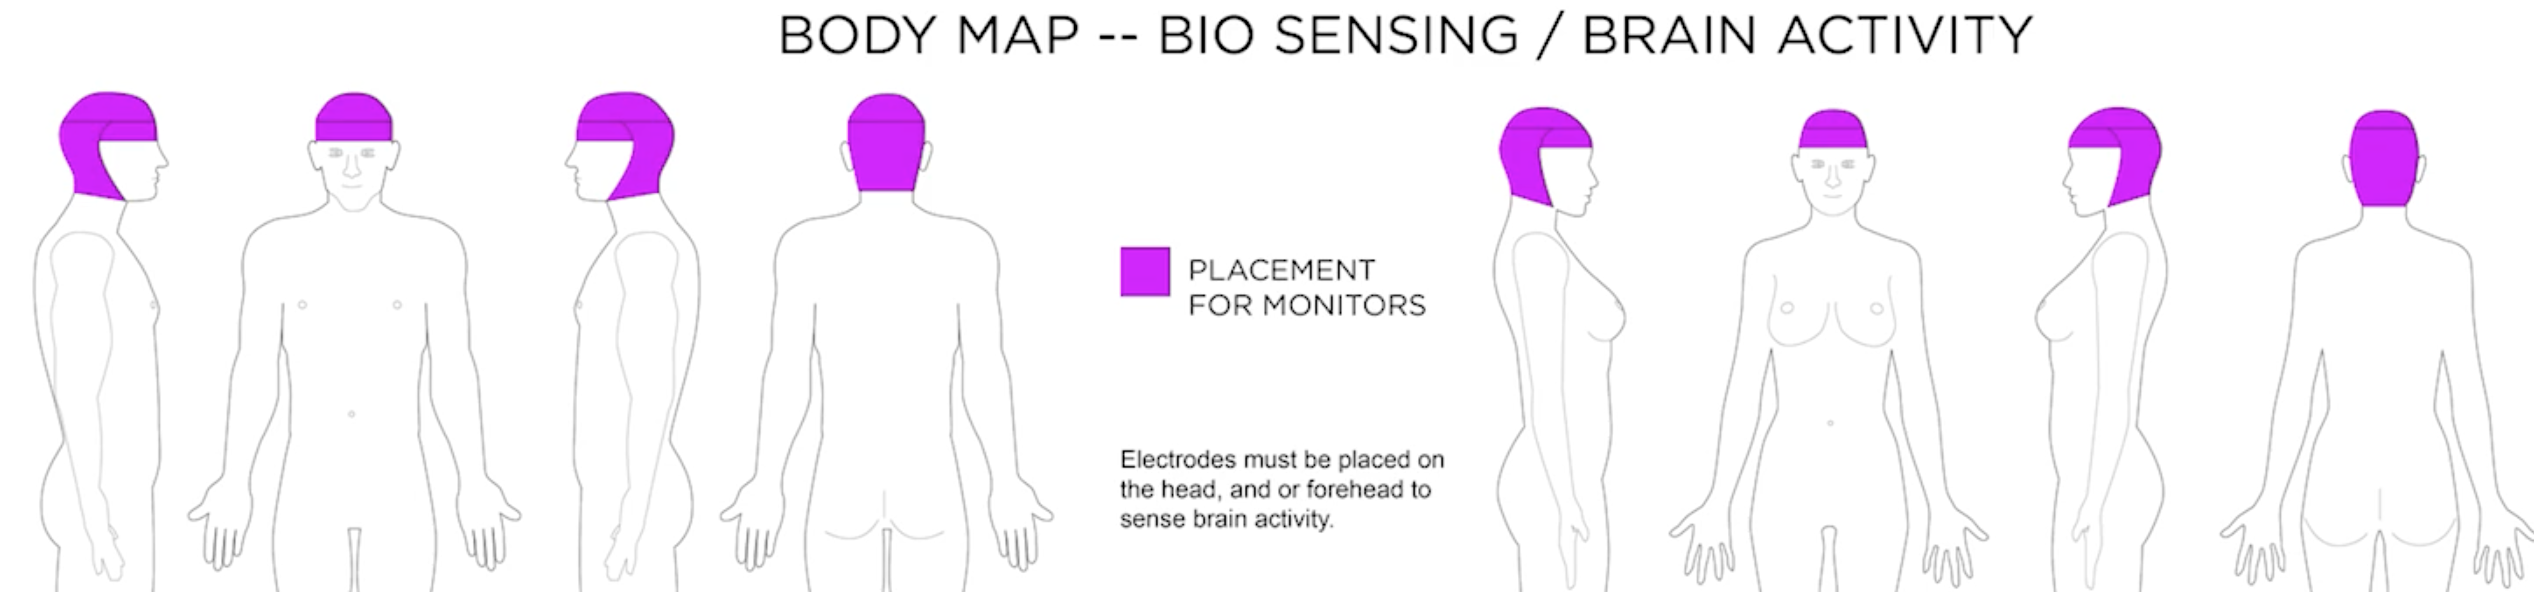 BODY MAP -- BIO SENSING / BRAIN ACTIVITY
PLACEMENT
FOR MONITORS
Electrodes must be placed on
the head, and or forehead to
sense brain activity.